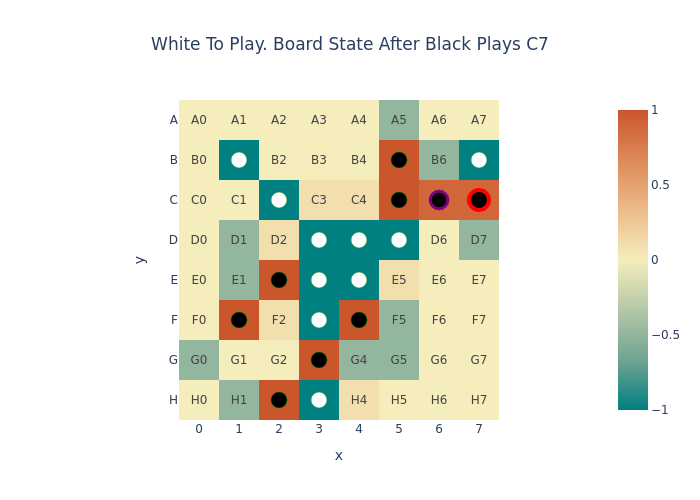 White To Play. Board State After Black Plays C7
A A0 A1 A2 A3 A4 A5 A6 A7
B B0 B2 B3 B4 B6
C C0 C1 C3 C4
D D0 D1 D2 D6 D7
E E0 E1 E5 E6 E7
F F0 F2 F5 F6 F7
G G0 G1 G2 G4 G5 G6 G7
H H0 H1 H4 H5 H6 H7
0 1 2 3 4 5 6 7
x
y
1
0.5
0
−0.5
−1